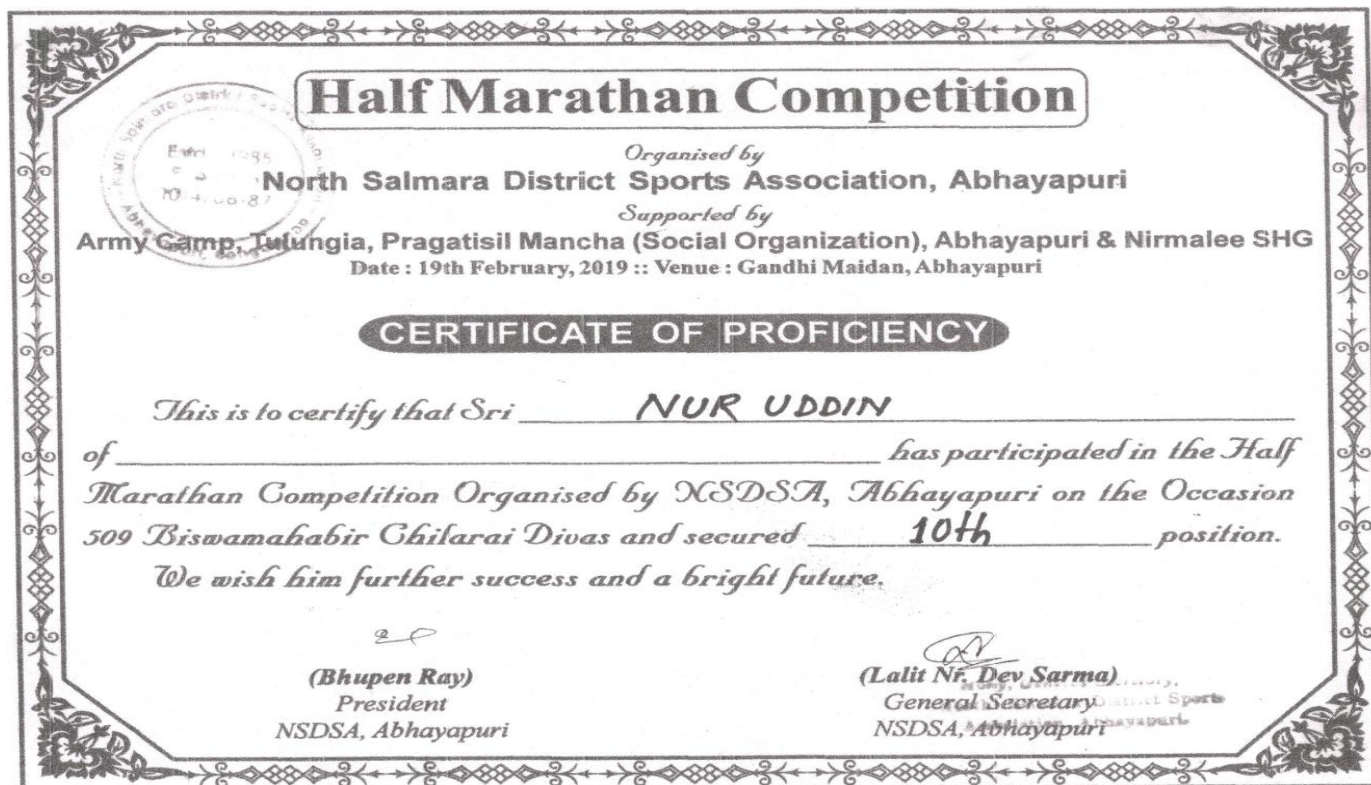 Half Marathan Competition
Organised by
North Salmara District Sports Association, Abhayapuri
Supported by
Army Camp, Tulungia, Pragatisil Mancha (Social Organization), Abhayapuri & Nirmalee SHG
Date : 19th February, 2019 :: Venue : Gandhi Maidan, Abhayapuri
CERTIFICATE OF PROFICIENCY
This is to certify that Sri NUR UDDIN
of has participated in the Half
Marathan Competition Organised by NSDSA, Abhayapuri on the Occasion
509 Biswamahabir Chilarai Divas and secured 10th position.
We wish him further success and a bright future.
(Bhupen Ray)
President
NSDSA, Abhayapuri
(Lalit Nr. Dev Sarma)
General Secretary
District Sports
NSDSA, Abhayapuri
Abhayapuri